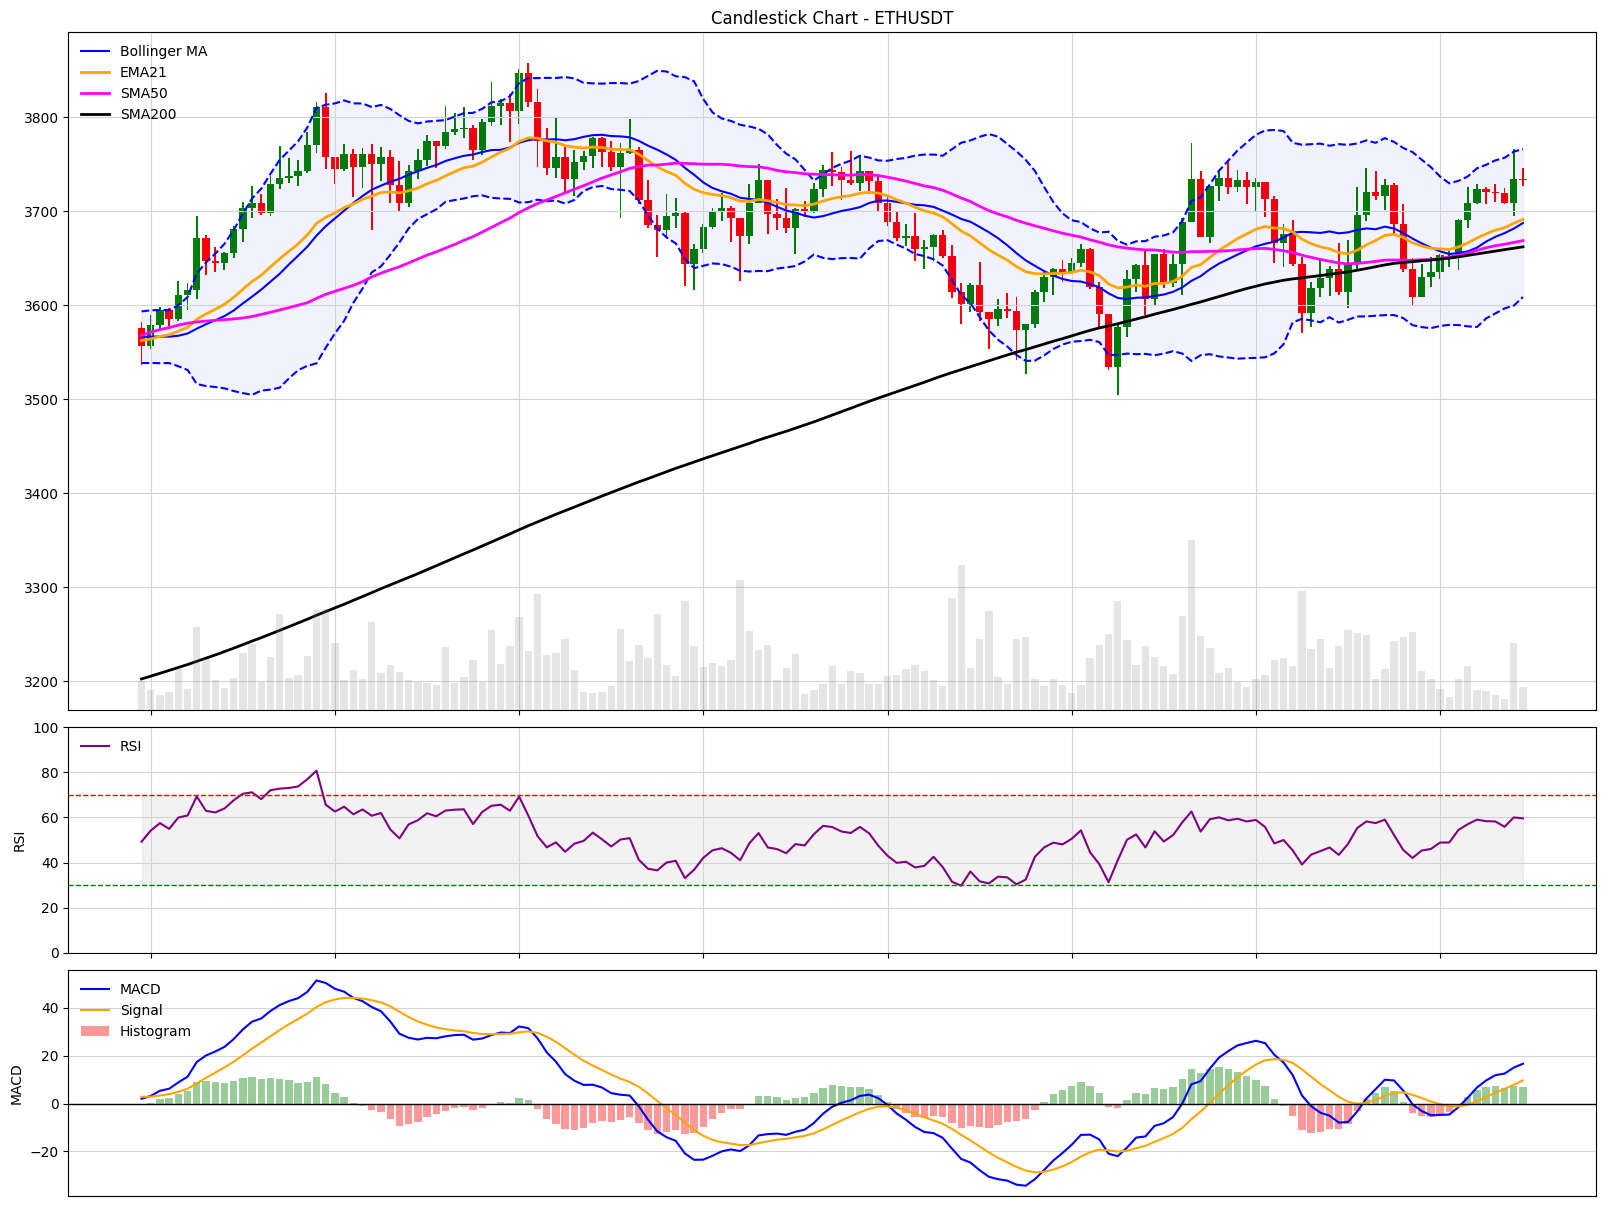 Candlestick Chart - ETHUSDT
Bollinger MA
EMA21
SMA50
SMA200
3800
3700
3600
3500
3400
3300
3200
RSI
100
80
60
40
20
0
RSI
MACD
Signal
Histogram
40
20
0
−20
MACD